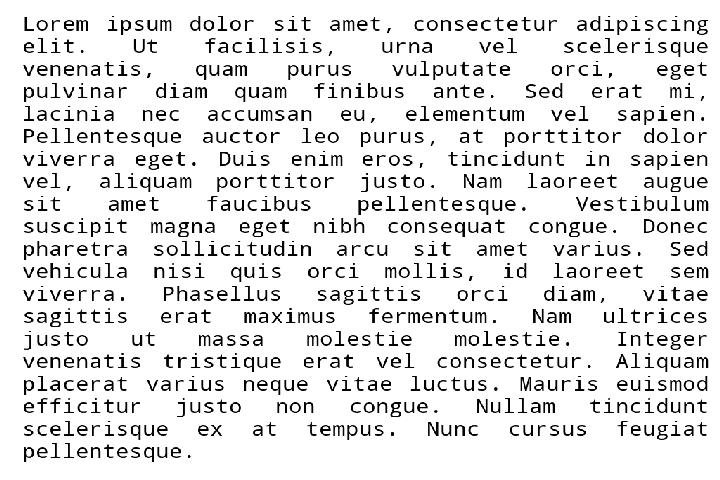 Lorem ipsum dolor sit amet, consectetur adipiscing
elit. Ut facilisis, urna vel scelerisque
venenatis, quam purus vulputate orci, eget
pulvinar diam quam finibus ante. Sed erat mi,
lacinia nec accumsan eu, elementum vel sapien.
Pellentesque auctor leo purus, at porttitor dolor
viverra eget. Duis enim eros, tincidunt in sapien
vel, aliquam porttitor justo. Nam laoreet augue
sit amet faucibus pellentesque. Vestibulum
suscipit magna eget nibh consequat congue. Donec
pharetra sollicitudin arcu sit amet varius. Sed
vehicula nisi quis orci mollis, id laoreet sem
viverra. Phasellus sagittis orci diam, vitae
sagittis erat maximus fermentum. Nam ultrices
justo ut massa molestie molestie. Integer
venenatis tristique erat vel consectetur. Aliquam
placerat varius neque vitae luctus. Mauris euismod
efficitur justo non congue. Nullam tincidunt
scelerisque ex at tempus. Nunc cursus feugiat
pellentesque.